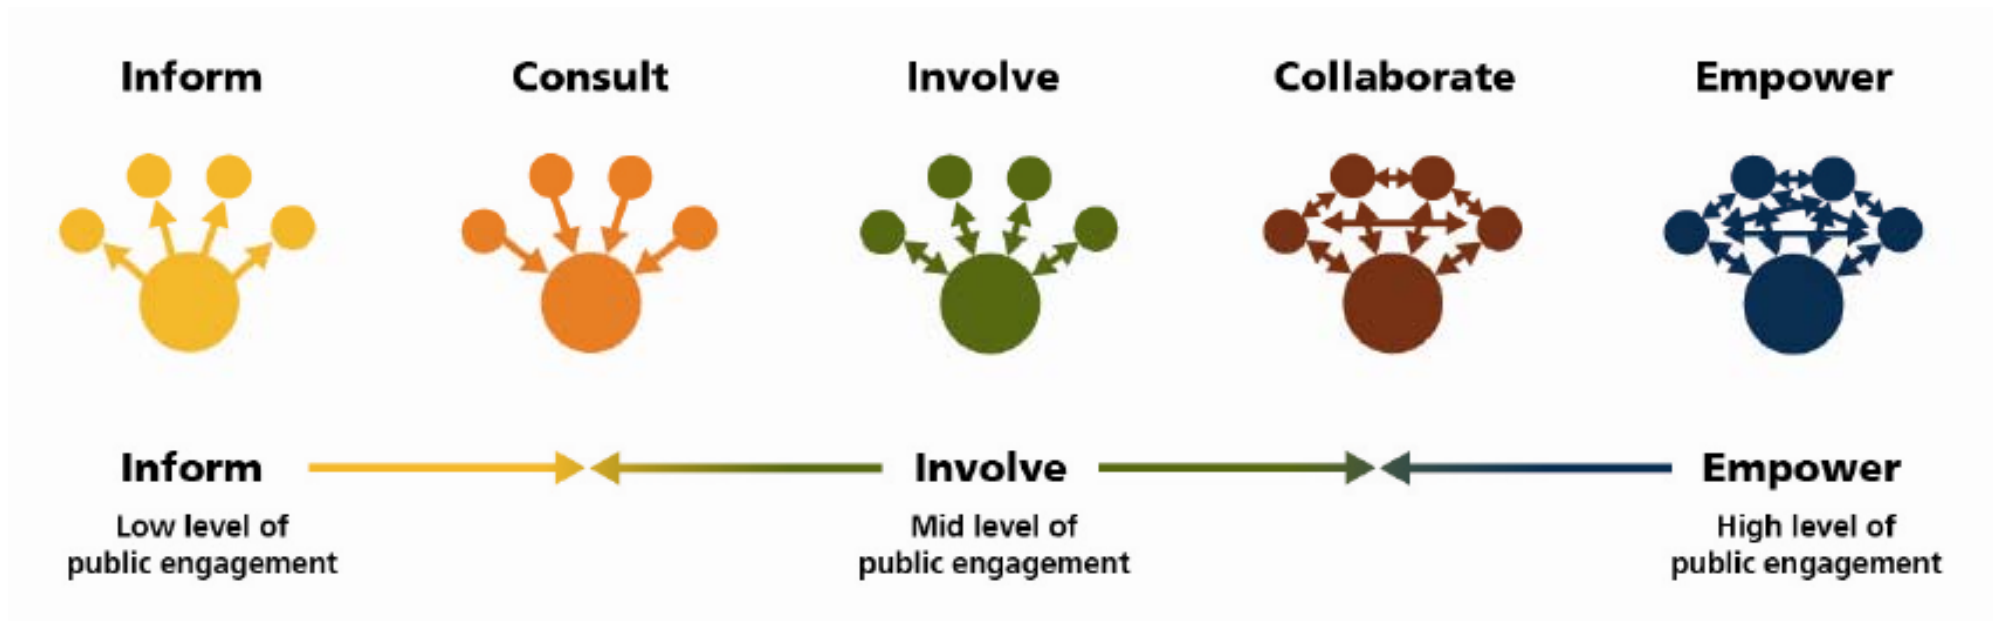 Inform
Consult
Involve
Collaborate
Empower
Inform
Involve
Empower
Low level of
public engagement
Mid level of
public engagement
High level of
public engagement